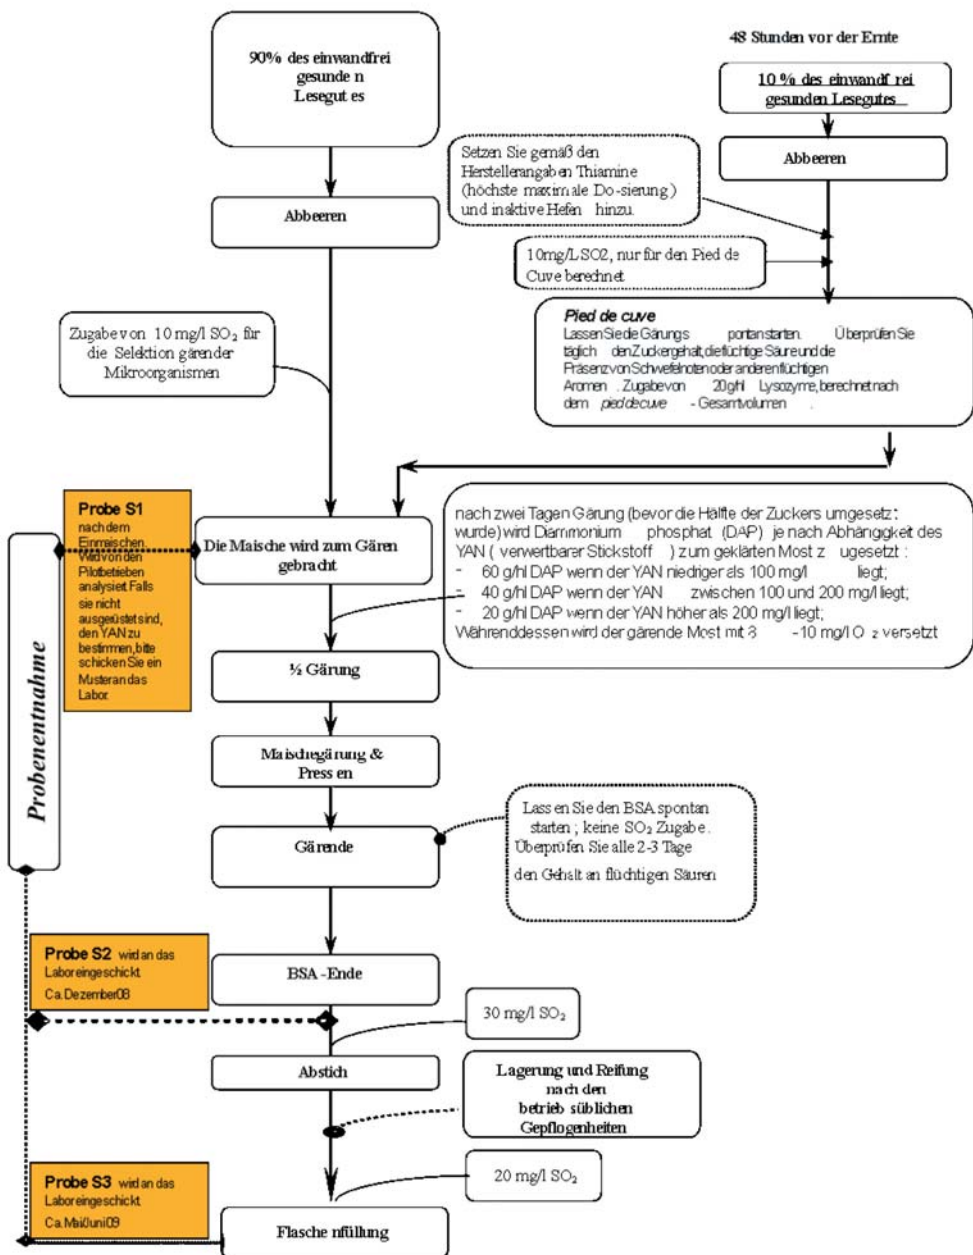 90% des einwandfrei
gesunde n
Lesegut es
48 Stunden vor der Ernte
10 % des einwandf rei
gesunden Lesegutes
Abbeeren
Setzen Sie gemäß den
Herstellerangaben Thiamine
(höchste maximale Do-sierung)
und inaktive Hefen hinzu.
Abbeeren
10mg/L SO2, nur für den Pied de
Cuve berechnet
Zugabe von 10 mg/l SO2 für
die Selektion gärender
Mikroorganismen
Pied de cuve
Lassen Sie die Gärung s pontan starten. Überprüfen Sie
täglich den Zuckergehalt, die flüchtige Säure und die
Präsenz von Schwefelnoten oder anderen flüchtigen
Aromen . Zugabe von 20g/hl Lysozyme, berechnet nach
dem pied de cuve - Gesamtvolumen .
Probe S1
nach dem
Einmaischen.
Wird von den
Pilotbetrieben
analysiert. Falls
sie nicht
ausgerüstet sind,
den YAN zu
bestimmen, bitte
schicken Sie ein
Muster an das
Labor.
Die Maische wird zum Gären
gebracht
nach zwei Tagen Gärung (bevor die Hälfte der Zuckers umgesetzt
wurde) wird Diammonium phosphat (DAP) je nach Abhänggkeit des
YAN ( verwertbarer Stickstoff ) zum geklärten Most z ugesetzt :
- 60 g/hl DAP wenn der YAN niedriger als 100 mg/l liegt;
- 40 g/hl DAP wenn der YAN zwischen 100 und 200 mg/l liegt;
- 20 g/hl DAP wenn der YAN höher als 200 mg/l liegt;
Währenddessen wird der gärende Most mit 8 -10 mg/l O2 versetzt
½ Gärung
Probenentnahme
Maischegärung &
Pres s en
Gärende
Lass en Sie den BSA spontan
starten ; keine SO2 Zugabe.
Überprüfen Sie alle 2-3 Tage
den Gehalt an flüchtigen Säuren
Probe S2 wird an das
Labor eingeschickt.
Ca. Dezember 08
BSA -Ende
30 mg/l SO2
Abstich
Lagerung und Reifung
nach den
betrieb süblichen
Gepflogenheiten
Probe S3 wird an das
Labor eingeschickt.
Ca. Mai/Juni 09
20 mg/l SO2
Flasche nfüllung